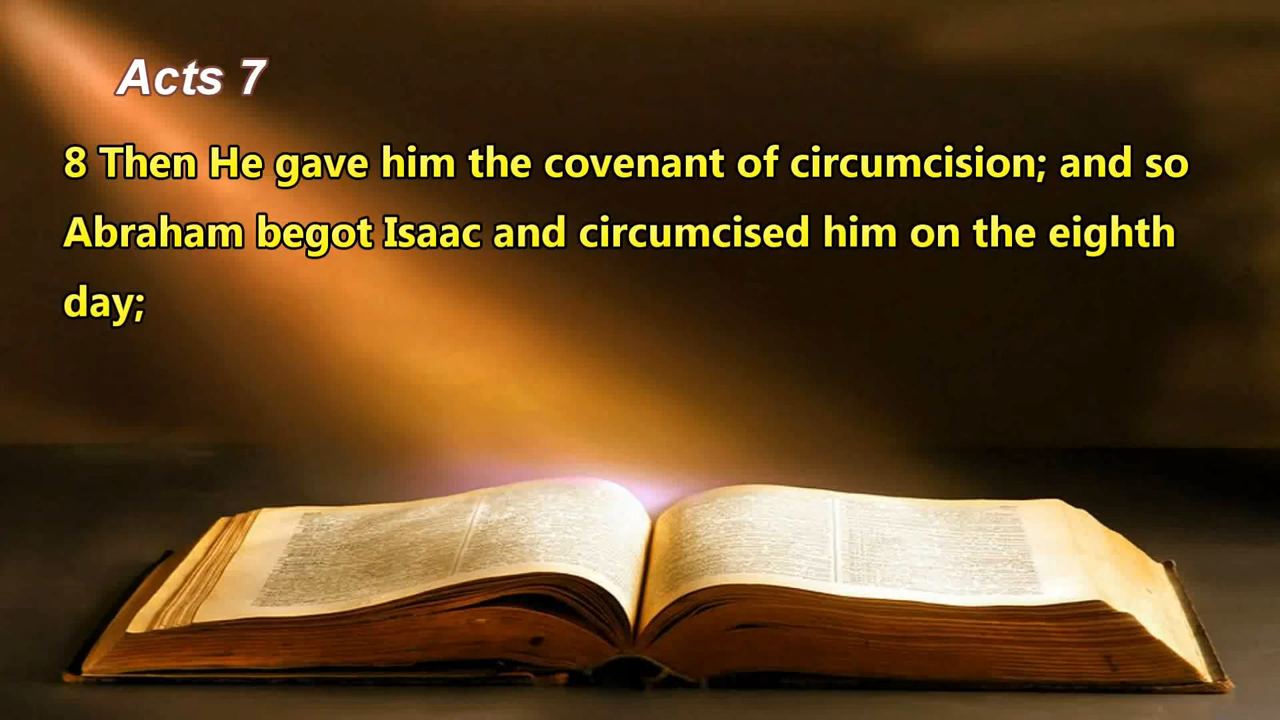 Acts 7
8 Then He gave him the covenant of circumcision; and so
Abraham begot Isaac and circumcised him on the eighth
day;